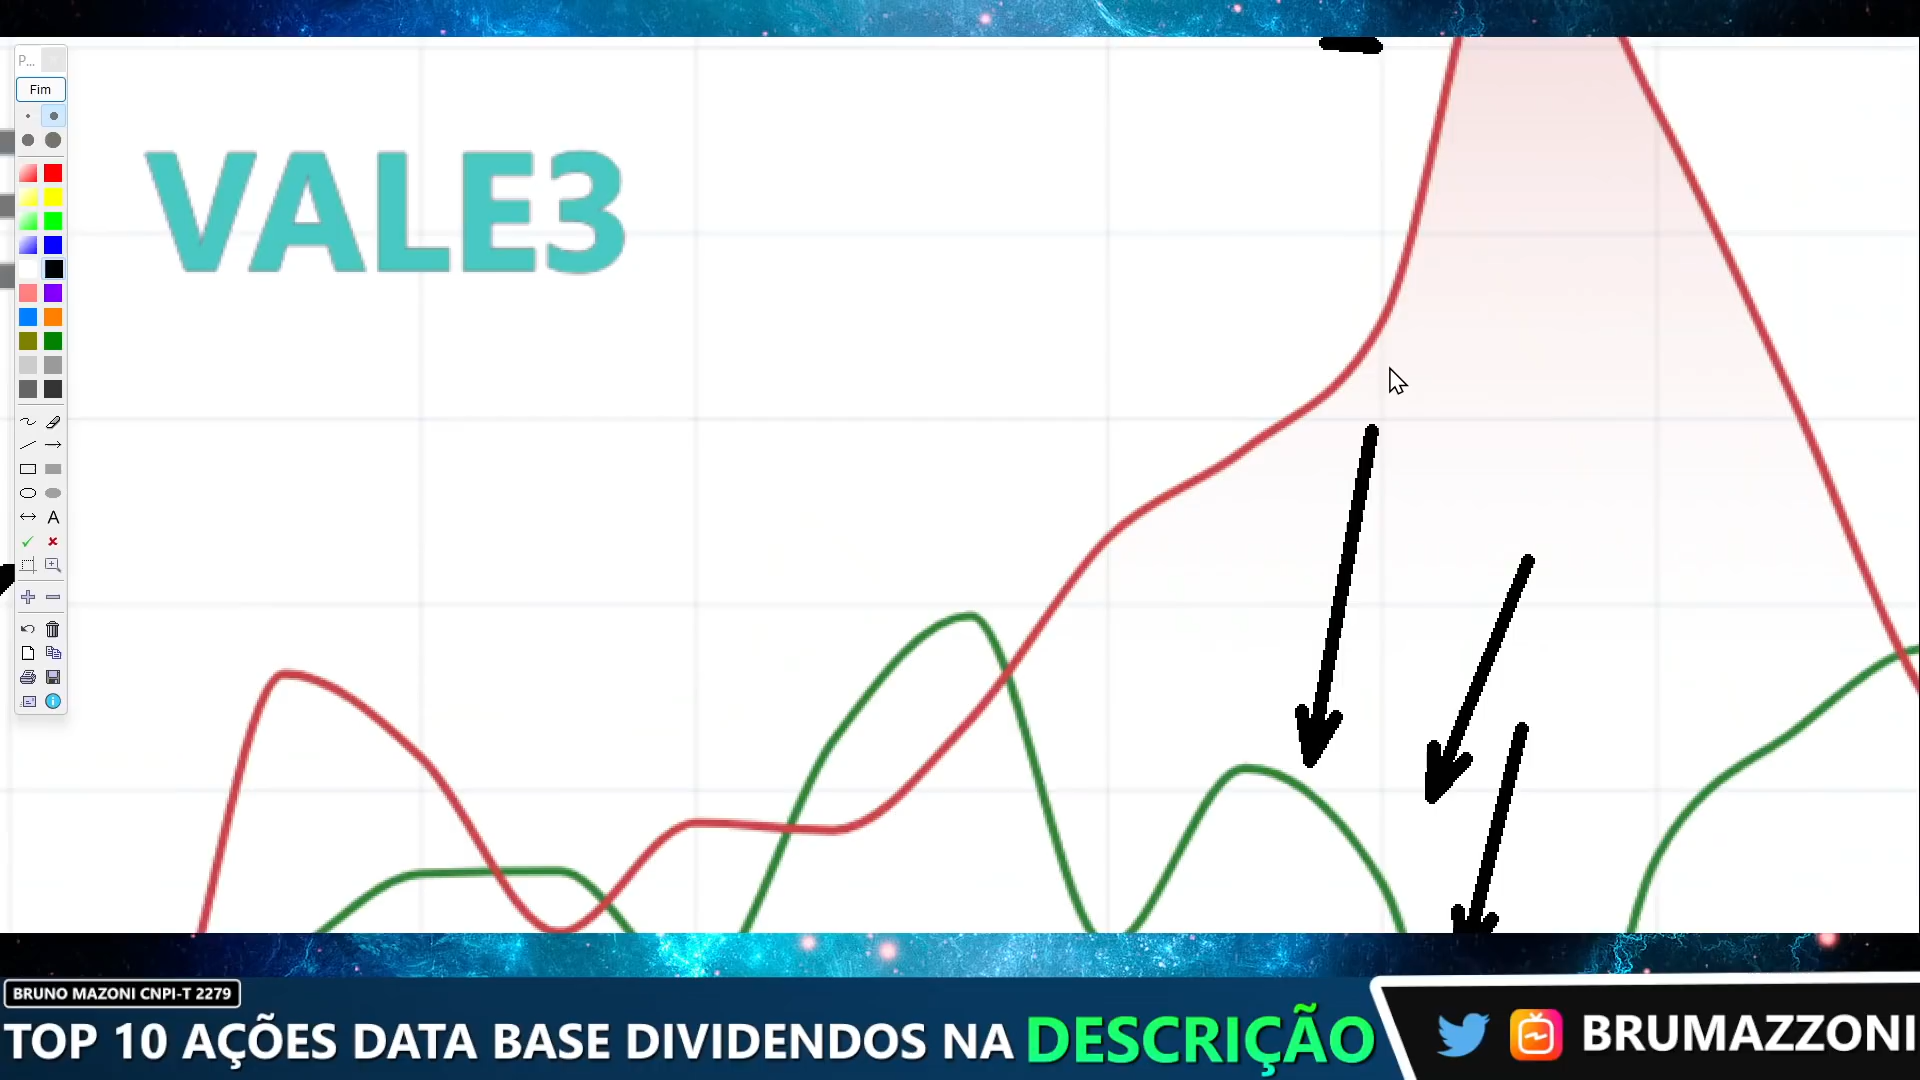 P...
Fim
VALE3
A
BRUNO MAZONI CNPI-T 2279
TOP 10 AÇÕES DATA BASE DIVIDENDOS NA DESCRIÇÃO
BRUMAZZONI